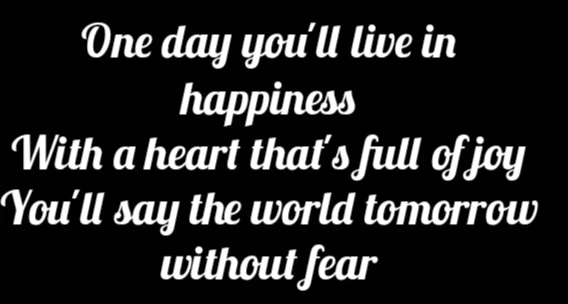 One day you'll live in
happiness
With a heart that's full of joy
You'll say the world tomorrow
without fear